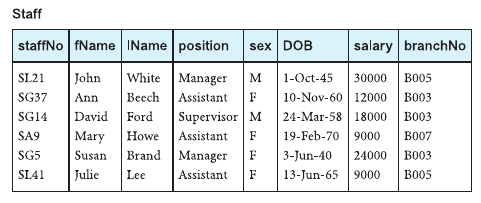 Staff
staffNo fName lName position sex DOB salary branchNo
SL21 John White Manager M 1-Oct-45 30000 B005
SG37 Ann Beech Assistant F 10-Nov-60 12000 B003
SG14 David Ford Supervisor M 24-Mar-58 18000 B003
SA9 Mary Howe Assistant F 19-Feb-70 9000 B007
SG5 Susan Brand Manager F 3-Jun-40 24000 B003
SL41 Julie Lee Assistant F 13-Jun-65 9000 B005